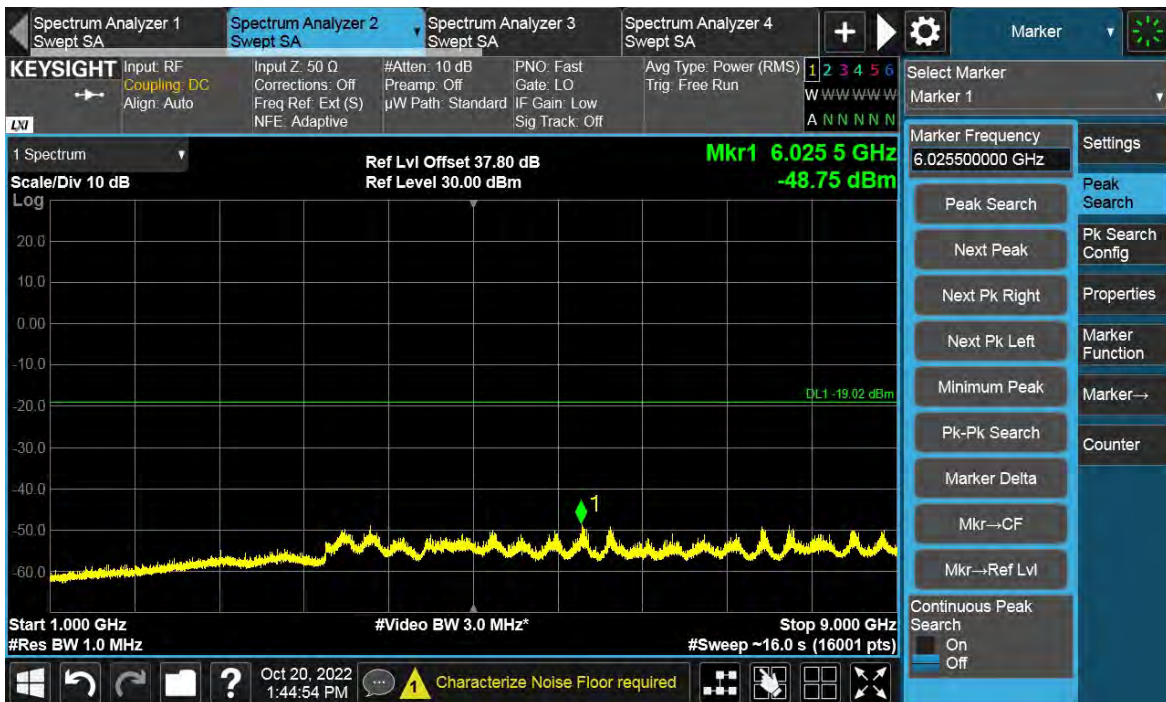 Spectrum Analyzer 1
Swept SA
Spectrum Analyzer 2
Swept SA
Spectrum Analyzer 3
Swept SA
Spectrum Analyzer 4
Swept SA
+
Marker
KEYSIGHT
LXI
Input: RF
Coupling: DC
Align: Auto
Input Z: 50 Ω
Corrections: Off
Freq Ref: Ext (S)
NFE: Adaptive
#Atten: 10 dB
Preamp: Off
µW Path: Standard
PNO: Fast
Gate: LO
IF Gain: Low
Sig Track: Off
Avg Type: Power (RMS)
Trig: Free Run
1 2 3 4 5 6
W W W W W W
A N N N N N
Select Marker
Marker 1
1 Spectrum
Scale/Div 10 dB
Log
Ref Lvl Offset 37.80 dB
Ref Level 30.00 dBm
Mkr1 6.025 5 GHz
-48.75 dBm
20.0
10.0
0.00
-10.0
-20.0
-30.0
-40.0
-50.0
-60.0
DL1 -19.02 dBm
1
Start 1.000 GHz
#Res BW 1.0 MHz
#Video BW 3.0 MHz*
Stop 9.000 GHz
#Sweep ~16.0 s (16001 pts)
Marker Frequency
6.025500000 GHz
Peak Search
Next Peak
Next Pk Right
Next Pk Left
Minimum Peak
Pk-Pk Search
Marker Delta
Mkr→CF
Mkr→Ref Lvl
Continuous Peak
Search
On
Off
Settings
Peak
Search
Pk Search
Config
Properties
Marker
Function
Marker→
Counter
?
Oct 20, 2022
1:44:54 PM
1
Characterize Noise Floor required